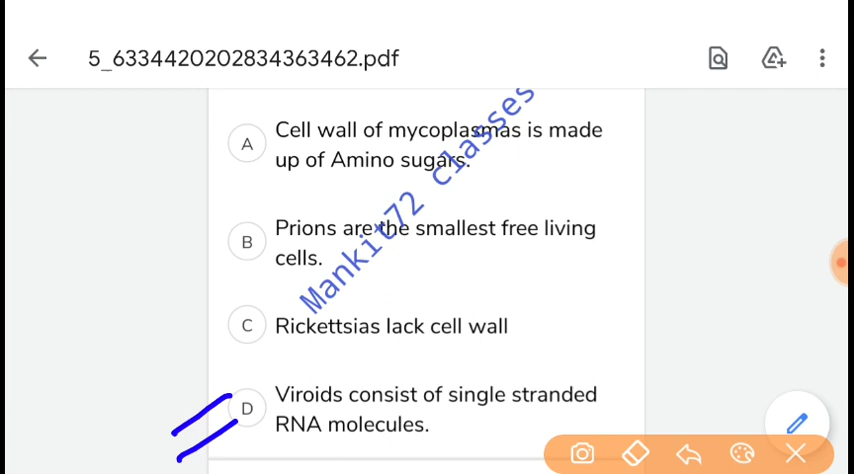 5_6334420202834363462.pdf
A
Cell wall of mycoplasmas is made
up of Amino sugars.
B
Prions are the smallest free living
cells.
C
Rickettsias lack cell wall
D
Viroids consist of single stranded
RNA molecules.
Mankit72 classes